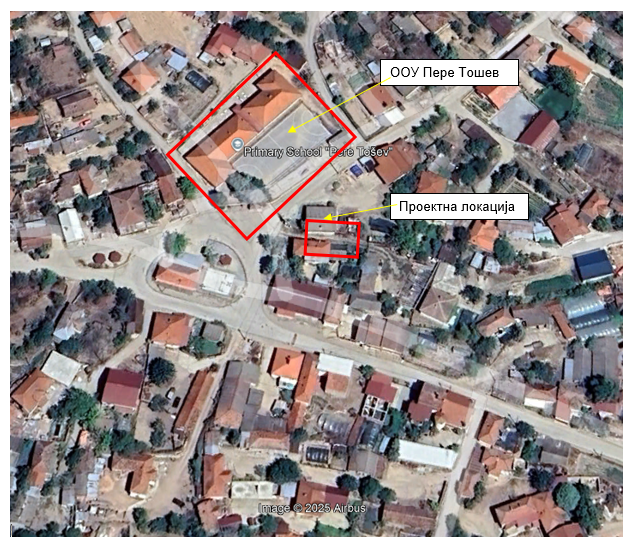 ООУ Пере Тошев
Primary School "Pere Tošev"
Проектна локација
Image © 2025 Airbus